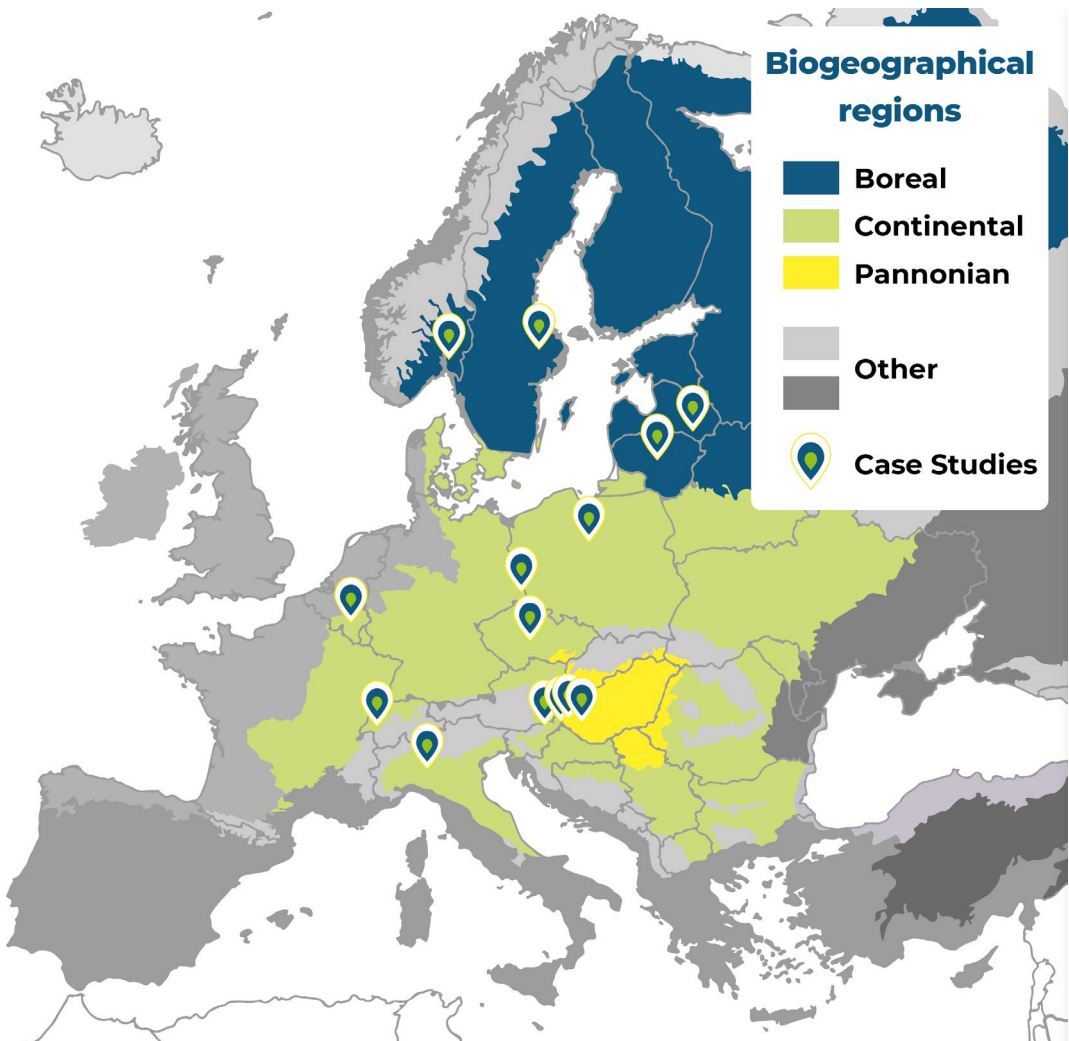 Biogeographical
regions
Boreal
Continental
Pannonian
Other
Case Studies